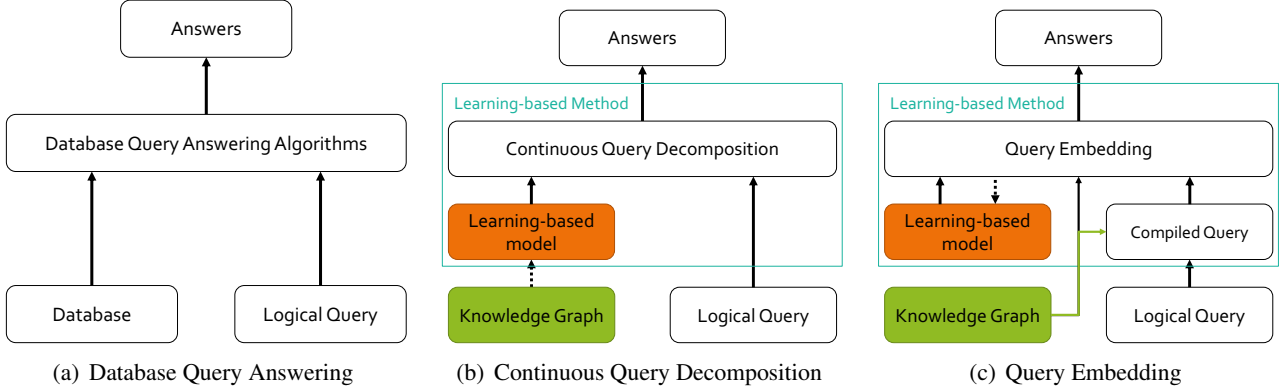 Answers
Database Query Answering Algorithms
Database
Logical Query
(a) Database Query Answering
Answers
Learning-based Method
Continuous Query Decomposition
Learning-based
model
Knowledge Graph
Logical Query
(b) Continuous Query Decomposition
Answers
Learning-based Method
Query Embedding
Learning-based
model
Compiled Query
Knowledge Graph
Logical Query
(c) Query Embedding